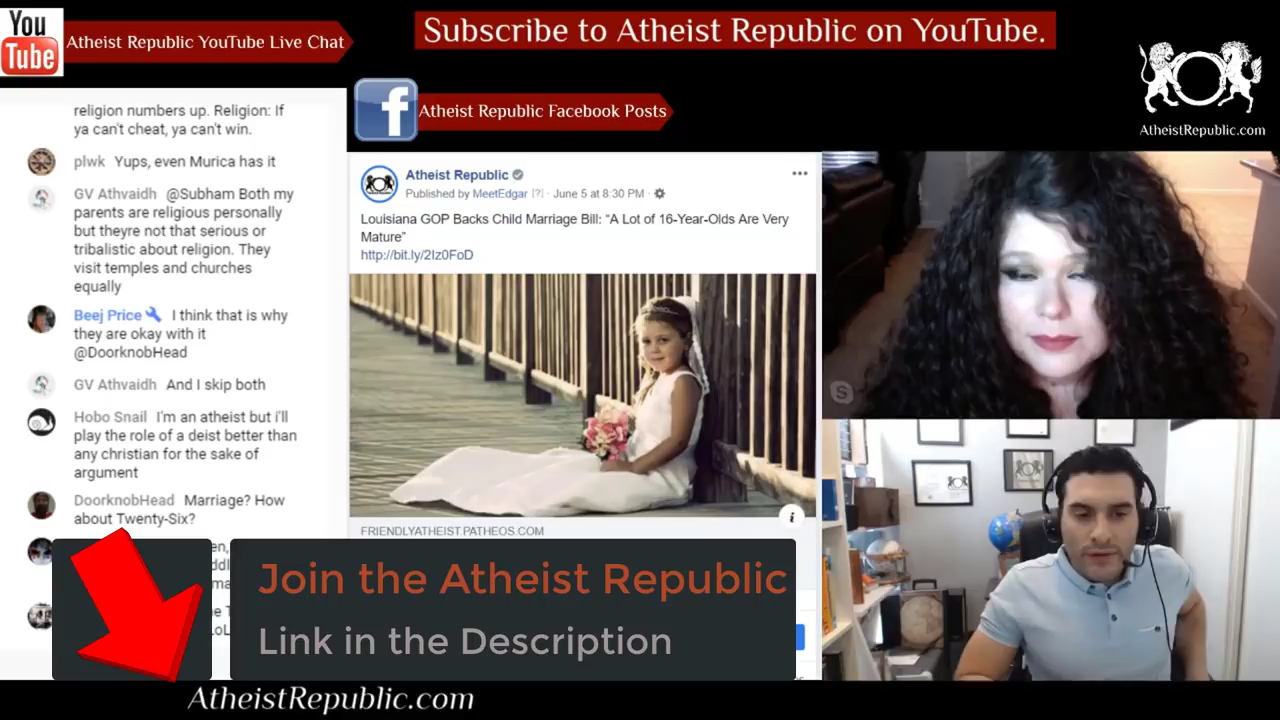 You
Tube
Atheist Republic YouTube Live Chat
Subscribe to Atheist Republic on YouTube.
AtheistRepublic.com
f
Atheist Republic Facebook Posts
religion numbers up. Religion: If
ya can't cheat, ya can't win.
plwk Yups, even Murica has it
GV Athvaidh @Subham Both my
parents are religious personally
but theyre not that serious or
tribalistic about religion. They
visit temples and churches
equally
Beej Price I think that is why
they are okay with it
@DoorknobHead
GV Athvaidh And I skip both
Hobo Snail I'm an atheist but i'll
play the role of a deist better than
any christian for the sake of
argument
DoorknobHead Marriage? How
about Twenty-Six?
Atheist Republic
Published by MeetEdgar [?] · June 5 at 8:30 PM ·
Louisiana GOP Backs Child Marriage Bill: “A Lot of 16-Year-Olds Are Very
Mature”
http://bit.ly/2Iz0FoD
FRIENDLYATHEIST.PATHEOS.COM
Join the Atheist Republic
Link in the Description
AtheistRepublic.com